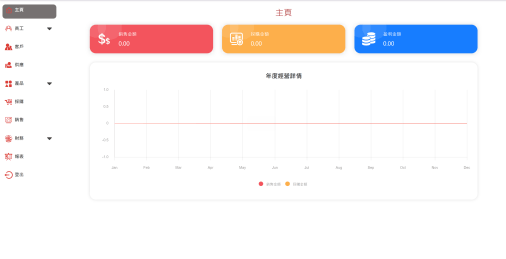 主頁
員工
客戶
供應
產品
採購
銷售
財務
報表
登出
主頁
銷售金額
0.00
採購金額
0.00
盈利金額
0.00
年度經營詳情
1.0
0.5
0
-0.5
-1.0
Jan Feb Mar Apr May Jun Jul Aug Sep Oct Nov Dec
銷售金額 採購金額